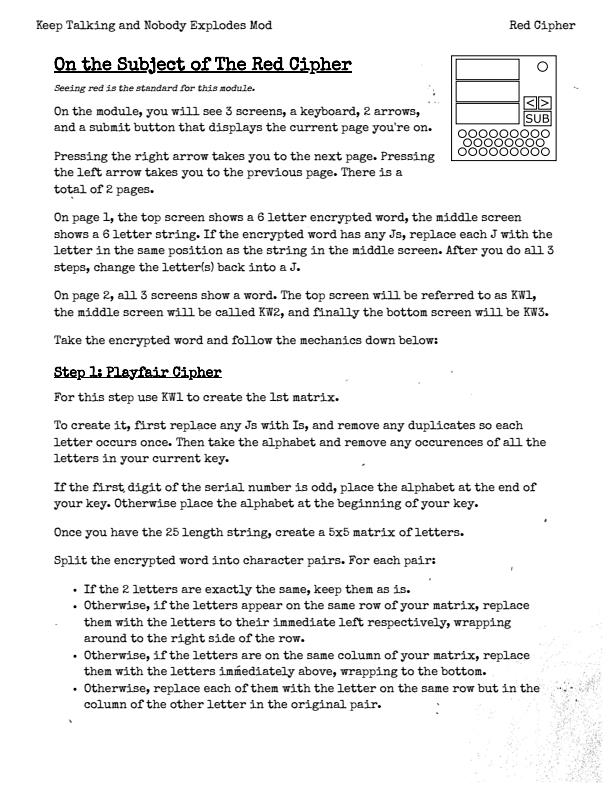 Keep Talking and Nobody Explodes Mod
Red Cipher
On the Subject of The Red Cipher
Seeing red is the standard for this module.
On the module, you will see 3 screens, a keyboard, 2 arrows,
and a submit button that displays the current page you're on.
< >
SUB
Pressing the right arrow takes you to the next page. Pressing
the left arrow takes you to the previous page. There is a
total of 2 pages.
On page 1, the top screen shows a 6 letter encrypted word, the middle screen
shows a 6 letter string. If the encrypted word has any Js, replace each J with the
letter in the same position as the string in the middle screen. After you do all 3
steps, change the letter(s) back into a J.
On page 2, all 3 screens show a word. The top screen will be referred to as KW1,
the middle screen will be called KW2, and finally the bottom screen will be KW3.
Take the encrypted word and follow the mechanics down below:
Step 1: Playfair Cipher
For this step use KW1 to create the 1st matrix.
To create it, first replace any Js with Is, and remove any duplicates so each
letter occurs once. Then take the alphabet and remove any occurences of all the
letters in your current key.
If the first digit of the serial number is odd, place the alphabet at the end of
your key. Otherwise place the alphabet at the beginning of your key.
Once you have the 25 length string, create a 5x5 matrix of letters.
Split the encrypted word into character pairs. For each pair:
• If the 2 letters are exactly the same, keep them as is.
• Otherwise, if the letters appear on the same row of your matrix, replace
them with the letters to their immediate left respectively, wrapping
around to the right side of the row.
• Otherwise, if the letters are on the same column of your matrix, replace
them with the letters immediately above, wrapping to the bottom.
• Otherwise, replace each of them with the letter on the same row but in the
column of the other letter in the original pair.